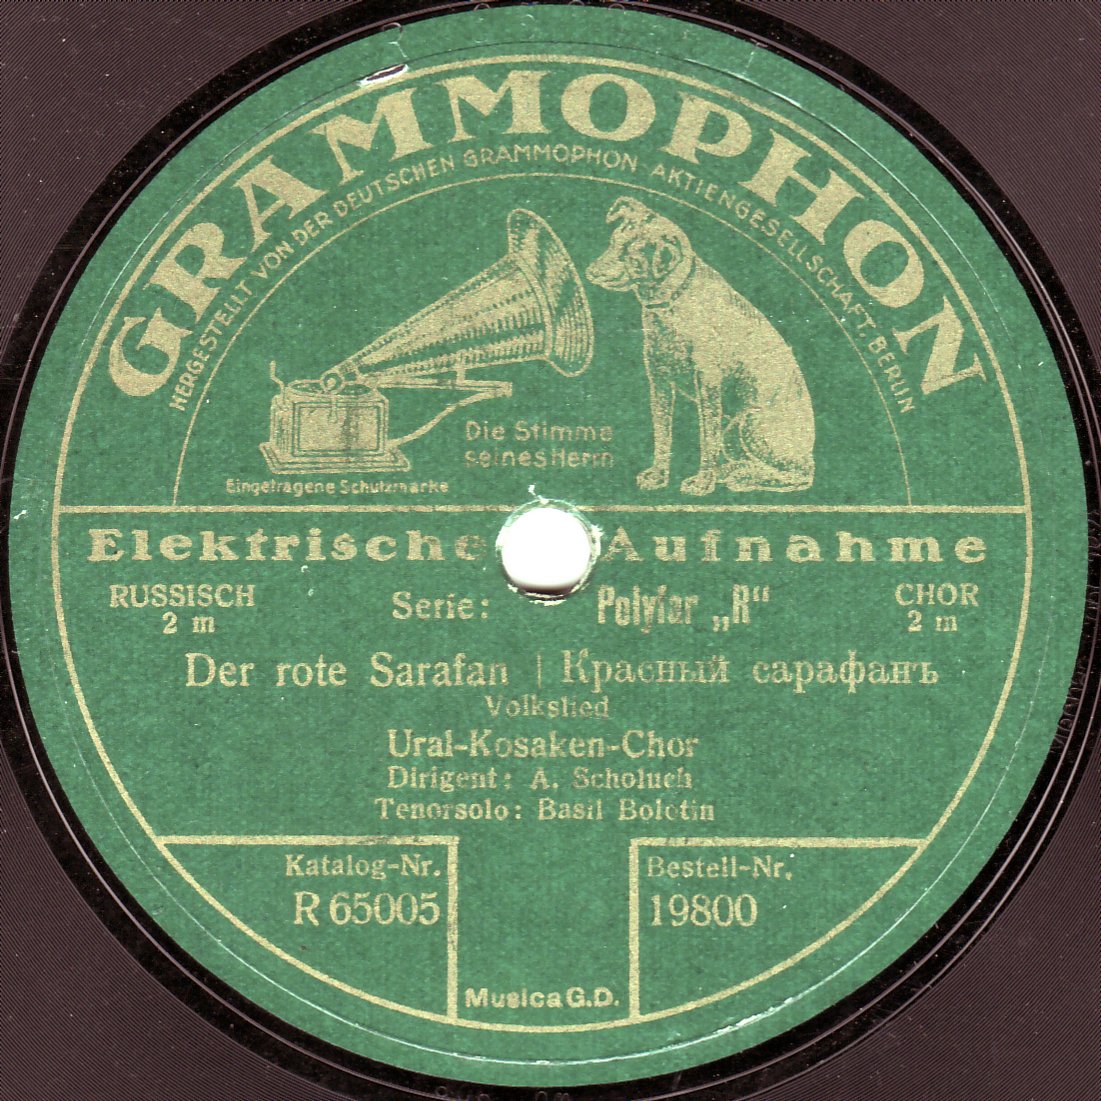 GRAMMOPHON
HERGESTELLT VON DER DEUTSCHEN GRAMMOPHON AKTIENGESELLSCHAFT. BERLIN
Die Stimme
seines Herrn
Eingetragene Schutzmarke
Elektrische Aufnahme
RUSSISCH
2 m
Serie: Polyfar „R“
CHOR
2 m
Der rote Sarafan | Красный сарафанъ
Volkslied
Ural-Kosaken-Chor
Dirigent: A. Scholuch
Tenorsolo: Basil Bolotin
Katalog-Nr.
R 65005
Bestell-Nr.
19800
Musica G.D.